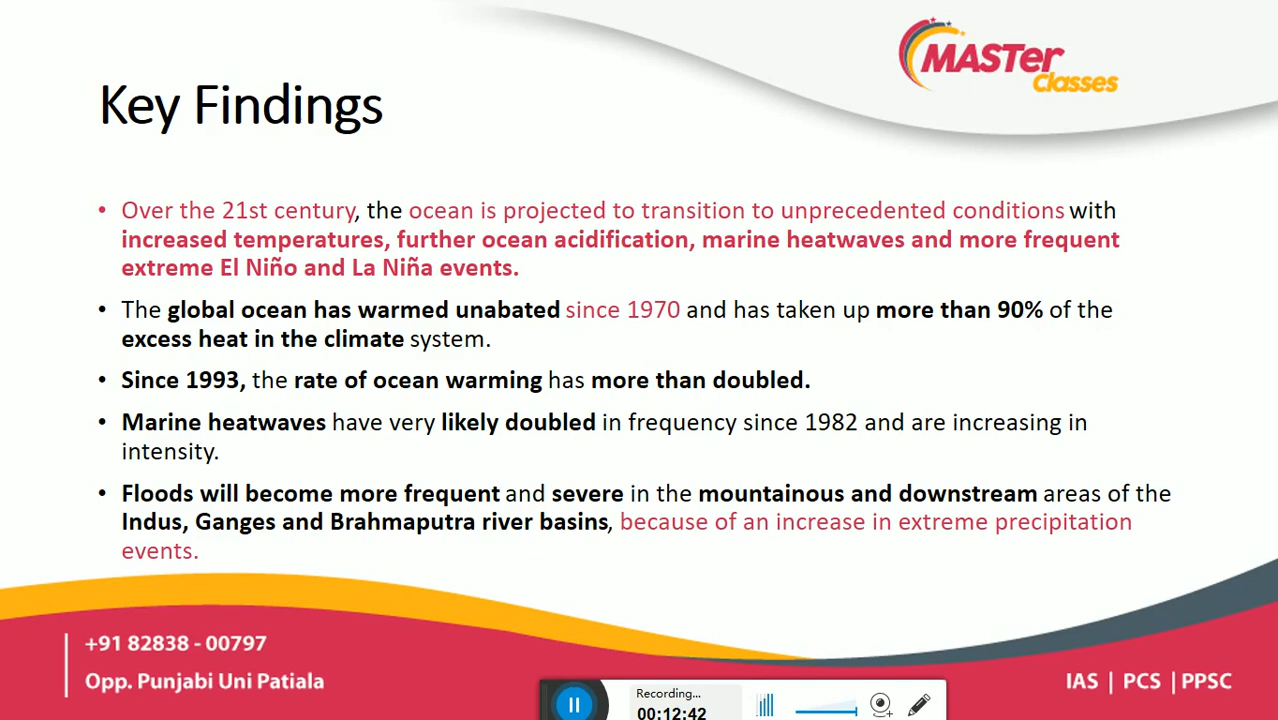 MASTer
Classes
Key Findings
• Over the 21st century, the ocean is projected to transition to unprecedented conditions with
increased temperatures, further ocean acidification, marine heatwaves and more frequent
extreme El Niño and La Niña events.
• The global ocean has warmed unabated since 1970 and has taken up more than 90% of the
excess heat in the climate system.
• Since 1993, the rate of ocean warming has more than doubled.
• Marine heatwaves have very likely doubled in frequency since 1982 and are increasing in
intensity.
• Floods will become more frequent and severe in the mountainous and downstream areas of the
Indus, Ganges and Brahmaputra river basins, because of an increase in extreme precipitation
events.
+91 82838 - 00797
Opp. Punjabi Uni Patiala
IAS | PCS | PPSC
Recording...
00:12:42